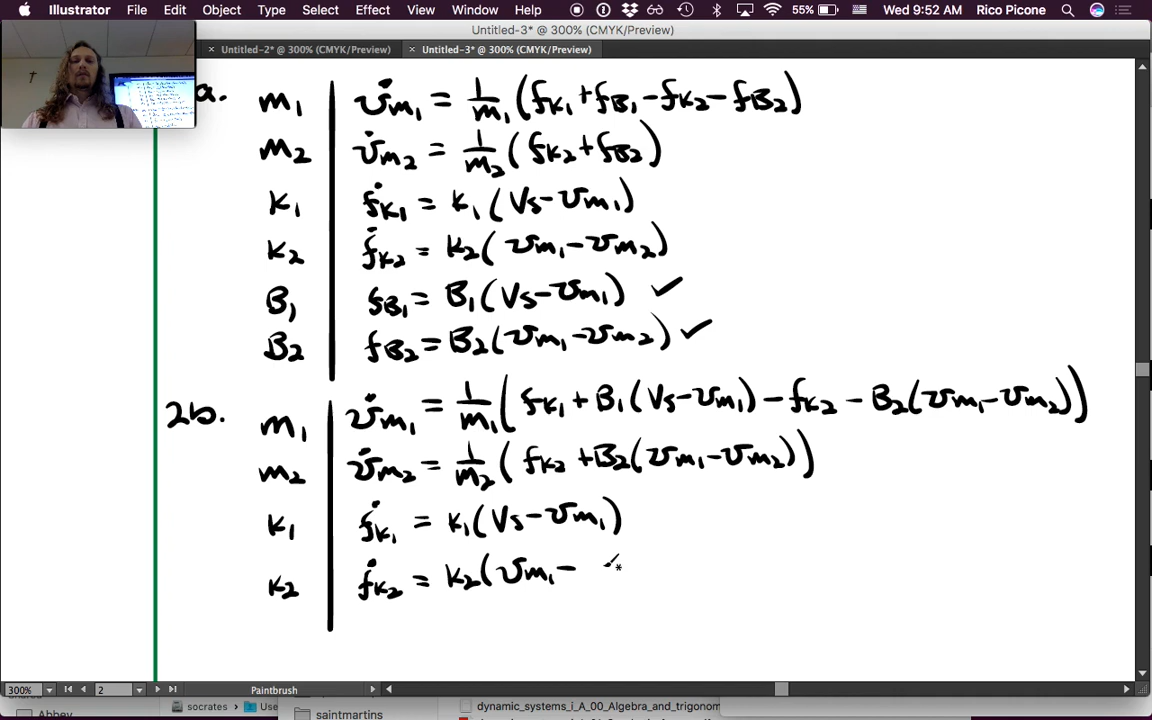 Illustrator File Edit Object Type Select Effect View Window Help 55% Wed 9:52 AM Rico Picone
Untitled-3* @ 300% (CMYK/Preview)
× Untitled-2* @ 300% (CMYK/Preview) × Untitled-3* @ 300% (CMYK/Preview)
a. m₁ v̇m₁ = 1/m₁ (fk₁ + fB₁ − fk₂ − fB₂)
m₂ v̇m₂ = 1/m₂ (fk₂ + fB₂)
k₁ ḟk₁ = k₁(Vs − vm₁)
k₂ ḟk₂ = k₂(vm₁ − vm₂)
B₁ fB₁ = B₁(Vs − vm₁) ✓
B₂ fB₂ = B₂(vm₁ − vm₂) ✓
2b. m₁ v̇m₁ = 1/m₁ (fk₁ + B₁(Vs − vm₁) − fk₂ − B₂(vm₁ − vm₂))
m₂ v̇m₂ = 1/m₂ (fk₂ + B₂(vm₁ − vm₂))
k₁ ḟk₁ = k₁(Vs − vm₁)
k₂ ḟk₂ = k₂(vm₁ −
300% 2 Paintbrush
Abbey socrates Use saintmartins dynamic_systems_i_A_00_Algebra_and_trigonom